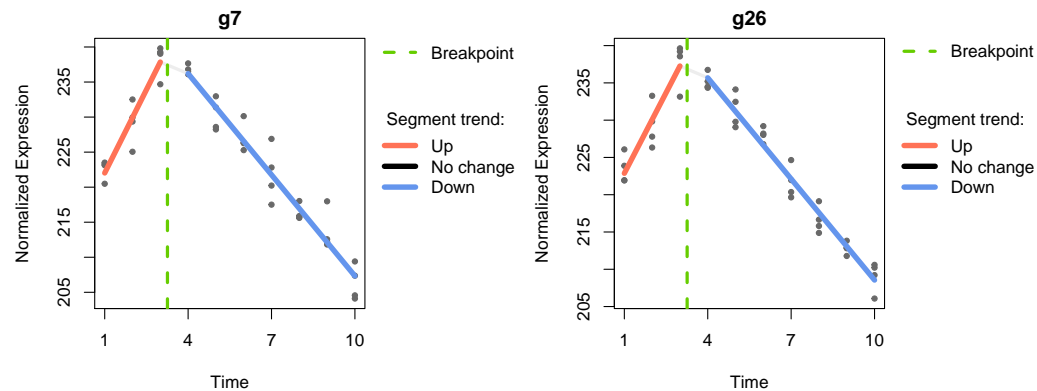 g7
Normalized Expression
235
225
215
205
1
4
7
10
Time
Breakpoint
Segment trend:
Up
No change
Down
g26
Normalized Expression
235
225
215
205
1
4
7
10
Time
Breakpoint
Segment trend:
Up
No change
Down